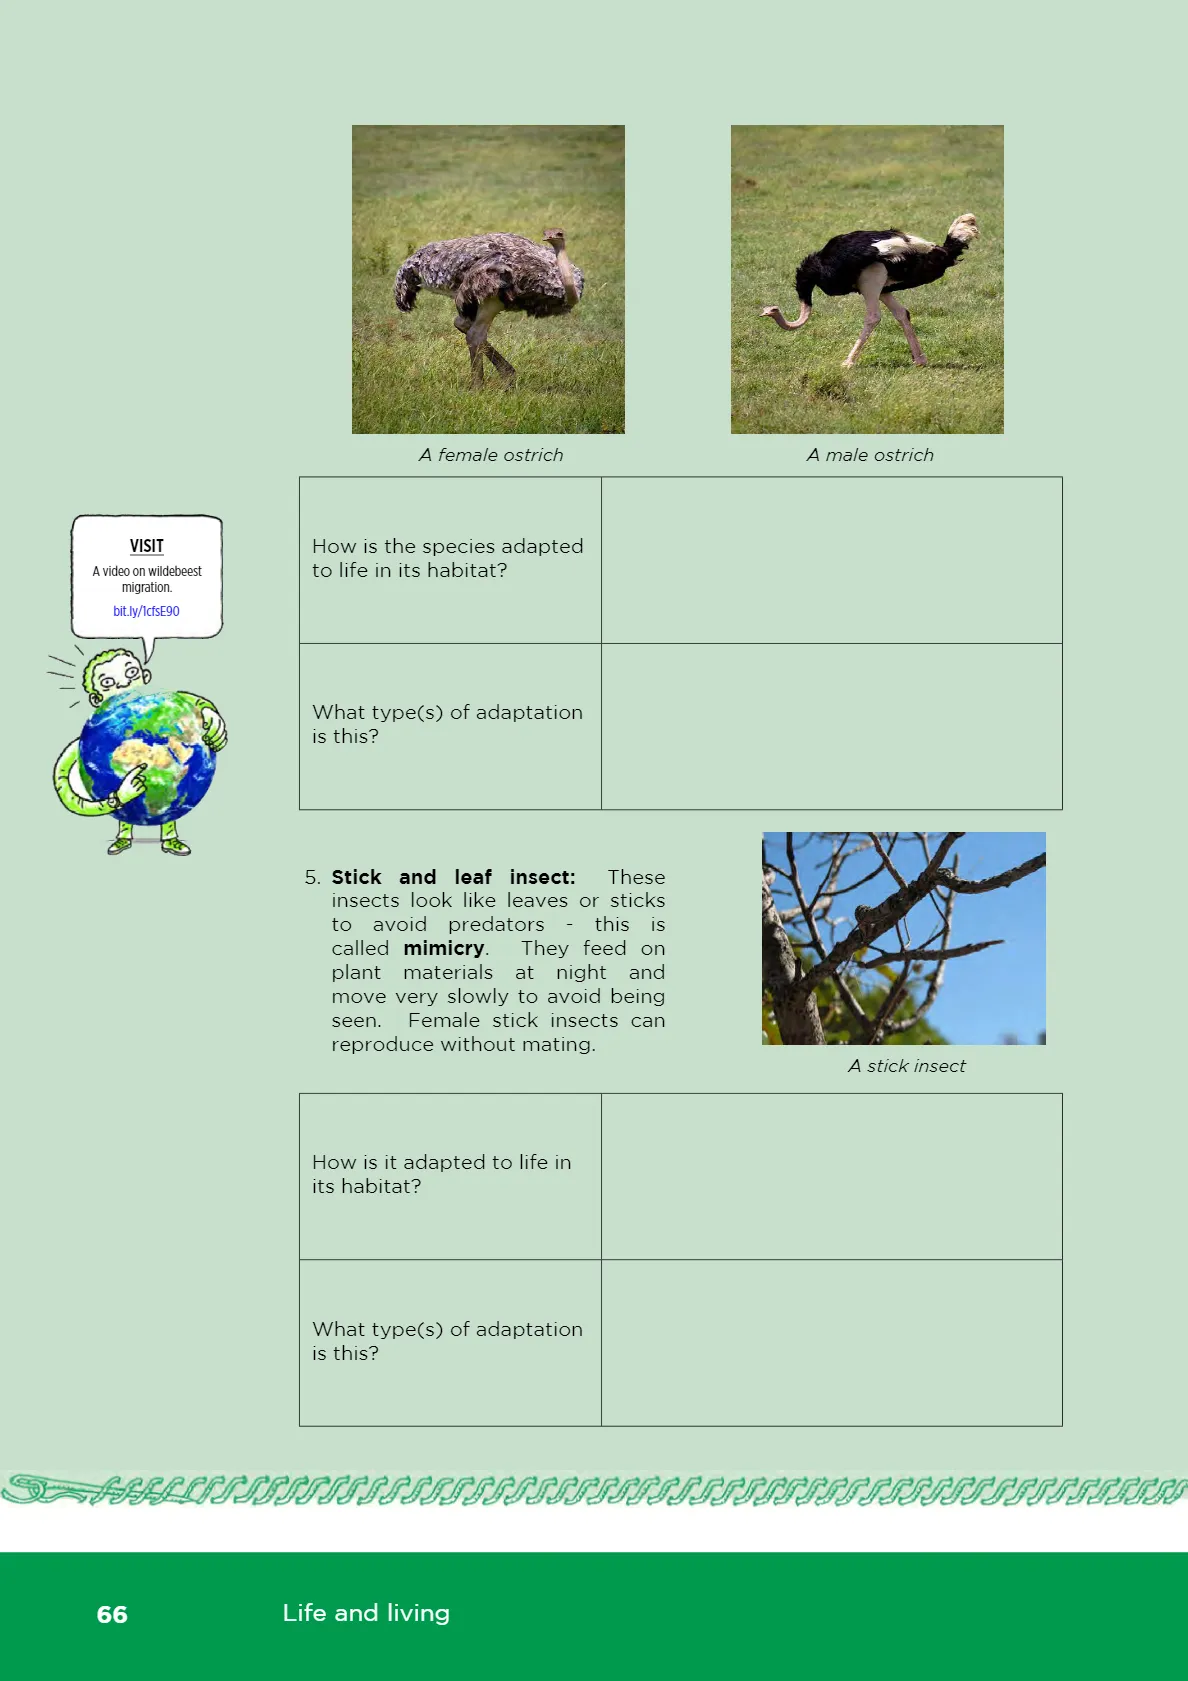 A female ostrich
A male ostrich
How is the species adapted
to life in its habitat?
What type(s) of adaptation
is this?
VISIT
A video on wildebeest
migration.
bit.ly/1cfsE90
5. Stick and leaf insect: These
insects look like leaves or sticks
to avoid predators - this is
called mimicry. They feed on
plant materials at night and
move very slowly to avoid being
seen. Female stick insects can
reproduce without mating.
A stick insect
How is it adapted to life in
its habitat?
What type(s) of adaptation
is this?
66
Life and living